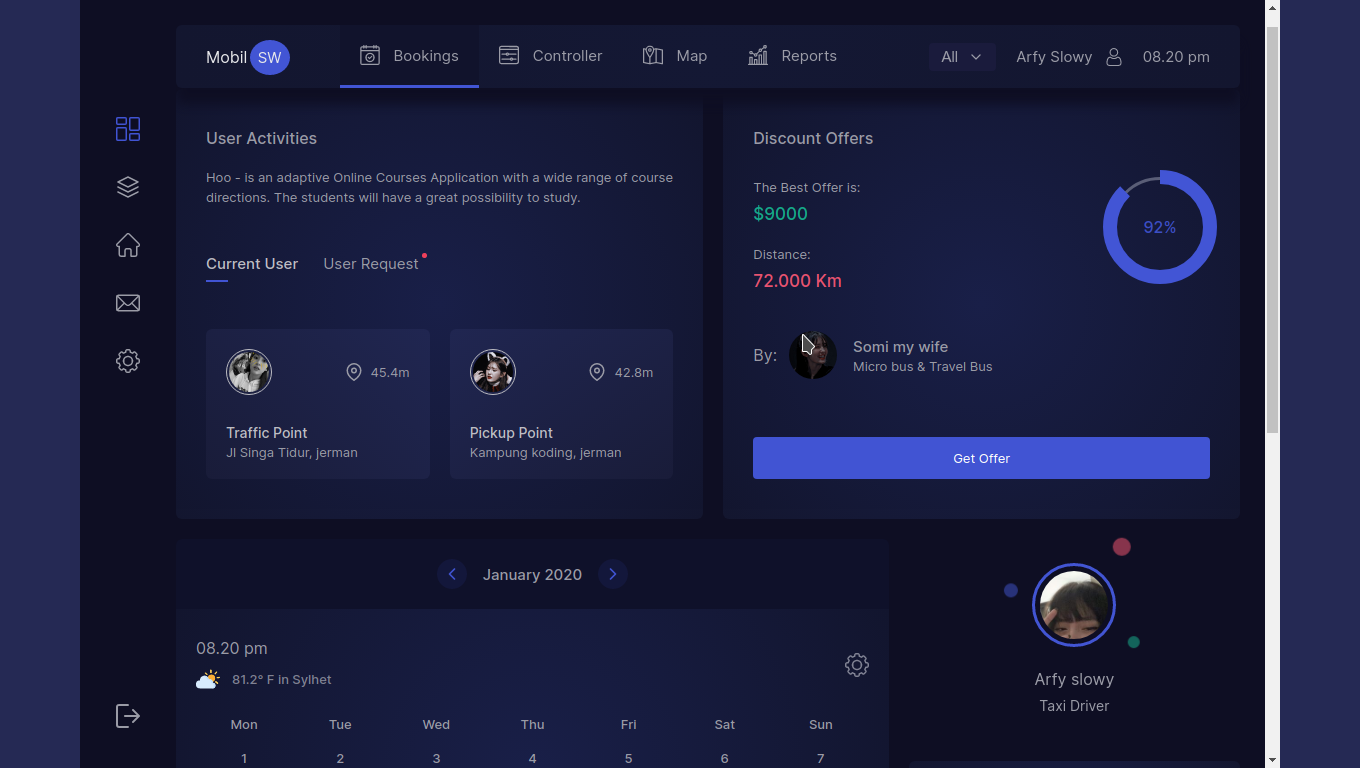 Mobil SW
Bookings
Controller
Map
Reports
All
Arfy Slowy
08.20 pm
User Activities
Hoo - is an adaptive Online Courses Application with a wide range of course
directions. The students will have a great possibility to study.
Current User
User Request
45.4m
Traffic Point
Jl Singa Tidur, jerman
42.8m
Pickup Point
Kampung koding, jerman
Discount Offers
The Best Offer is:
$9000
Distance:
72.000 Km
92%
By:
Somi my wife
Micro bus & Travel Bus
Get Offer
January 2020
08.20 pm
81.2° F in Sylhet
Mon Tue Wed Thu Fri Sat Sun
1 2 3 4 5 6 7
Arfy slowy
Taxi Driver